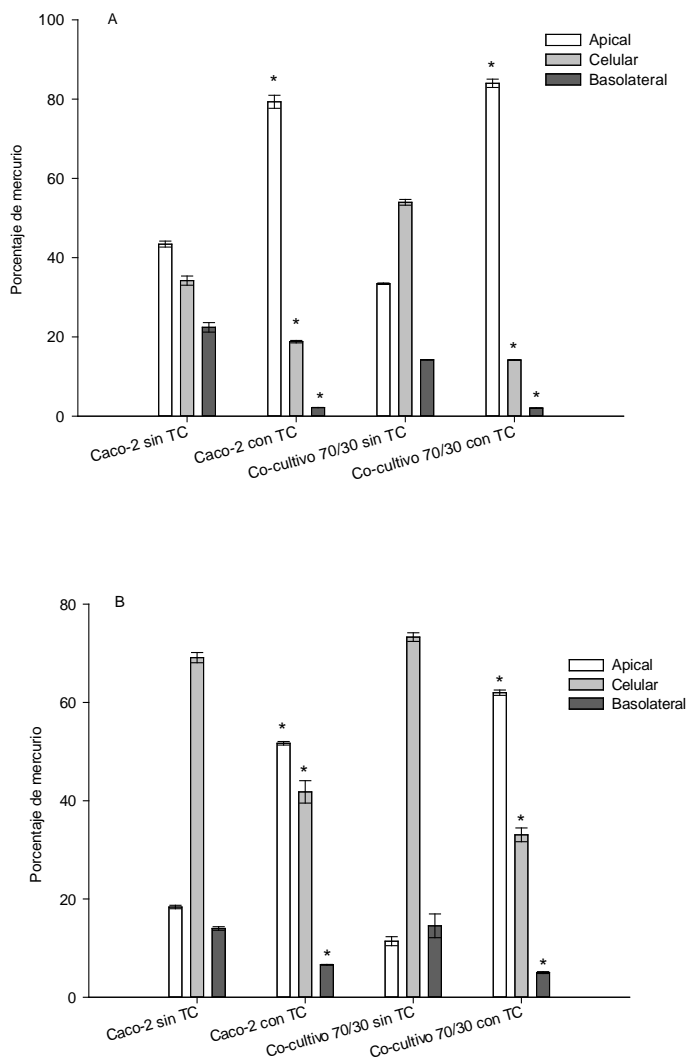 A
100
80
60
40
20
0
Porcentaje de mercurio
*
*
*
*
*
*
Apical
Celular
Basolateral
Caco-2 sin TC
Caco-2 con TC
Co-cultivo 70/30 sin TC
Co-cultivo 70/30 con TC
B
80
60
40
20
0
Porcentaje de mercurio
*
*
*
*
*
*
Apical
Celular
Basolateral
Caco-2 sin TC
Caco-2 con TC
Co-cultivo 70/30 sin TC
Co-cultivo 70/30 con TC